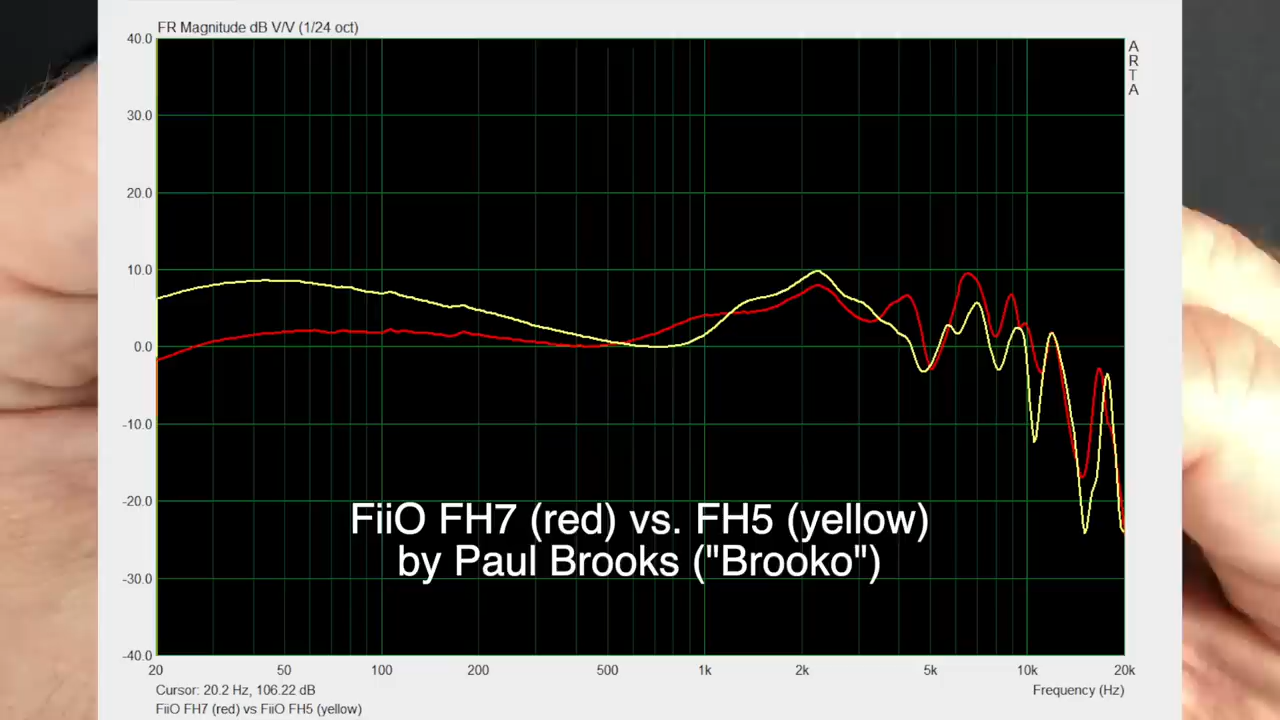 FR Magnitude dB V/V (1/24 oct)
40.0
30.0
20.0
10.0
0.0
-10.0
-20.0
-30.0
-40.0
A
R
T
A
FiiO FH7 (red) vs. FH5 (yellow)
by Paul Brooks ("Brooko")
20 50 100 200 500 1k 2k 5k 10k 20k
Cursor: 20.2 Hz, 106.22 dB Frequency (Hz)
FiiO FH7 (red) vs FiiO FH5 (yellow)